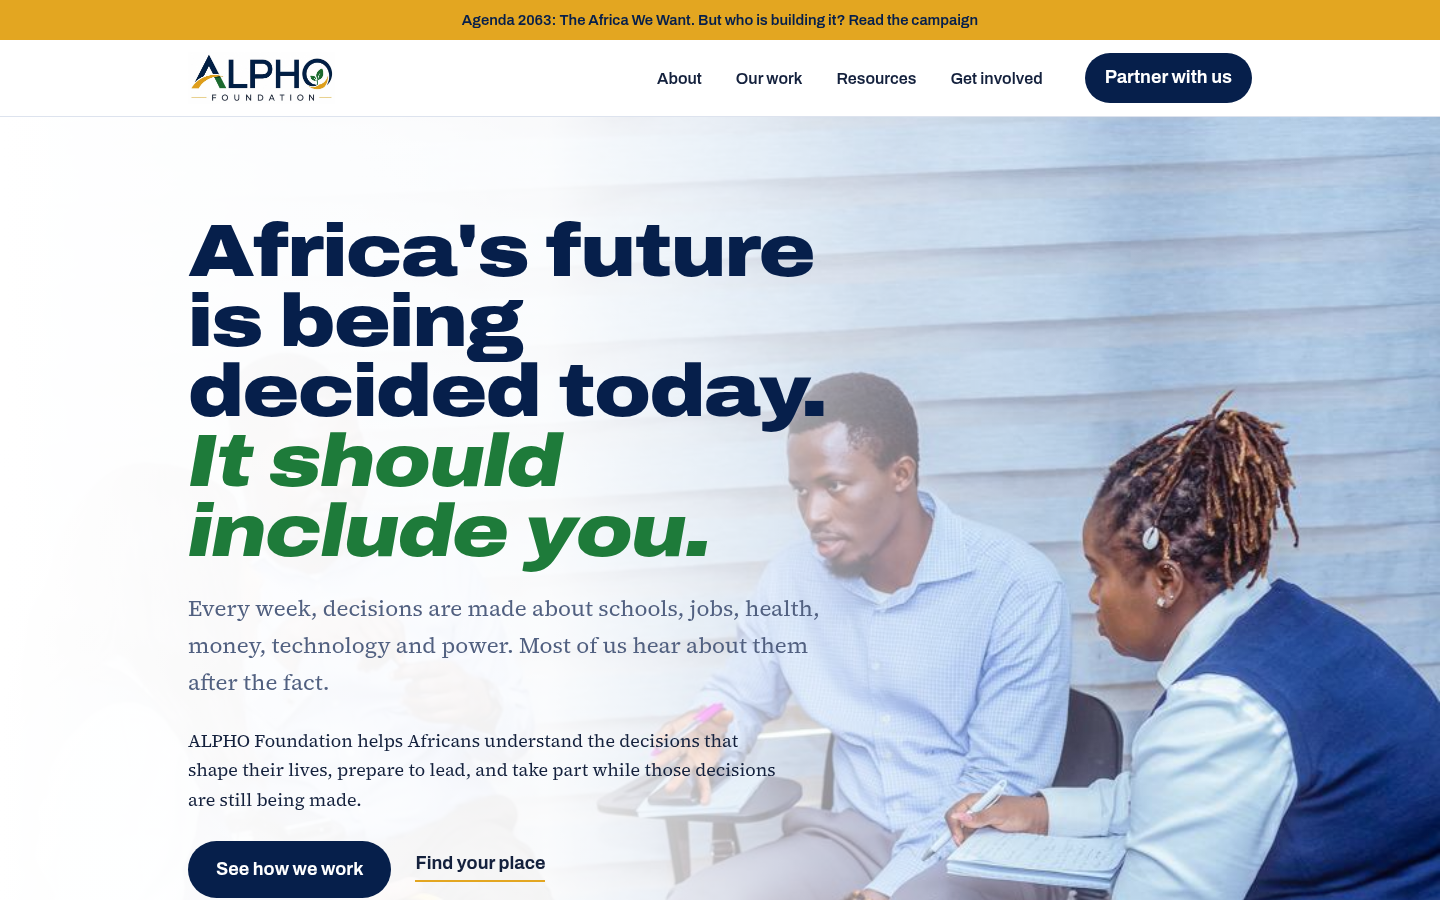 Agenda 2063: The Africa We Want. But who is building it? Read the campaign
ALPHO
FOUNDATION
About
Our work
Resources
Get involved
Partner with us
Africa's future
is being
decided today.
It should
include you.
Every week, decisions are made about schools, jobs, health,
money, technology and power. Most of us hear about them
after the fact.
ALPHO Foundation helps Africans understand the decisions that
shape their lives, prepare to lead, and take part while those decisions
are still being made.
See how we work
Find your place